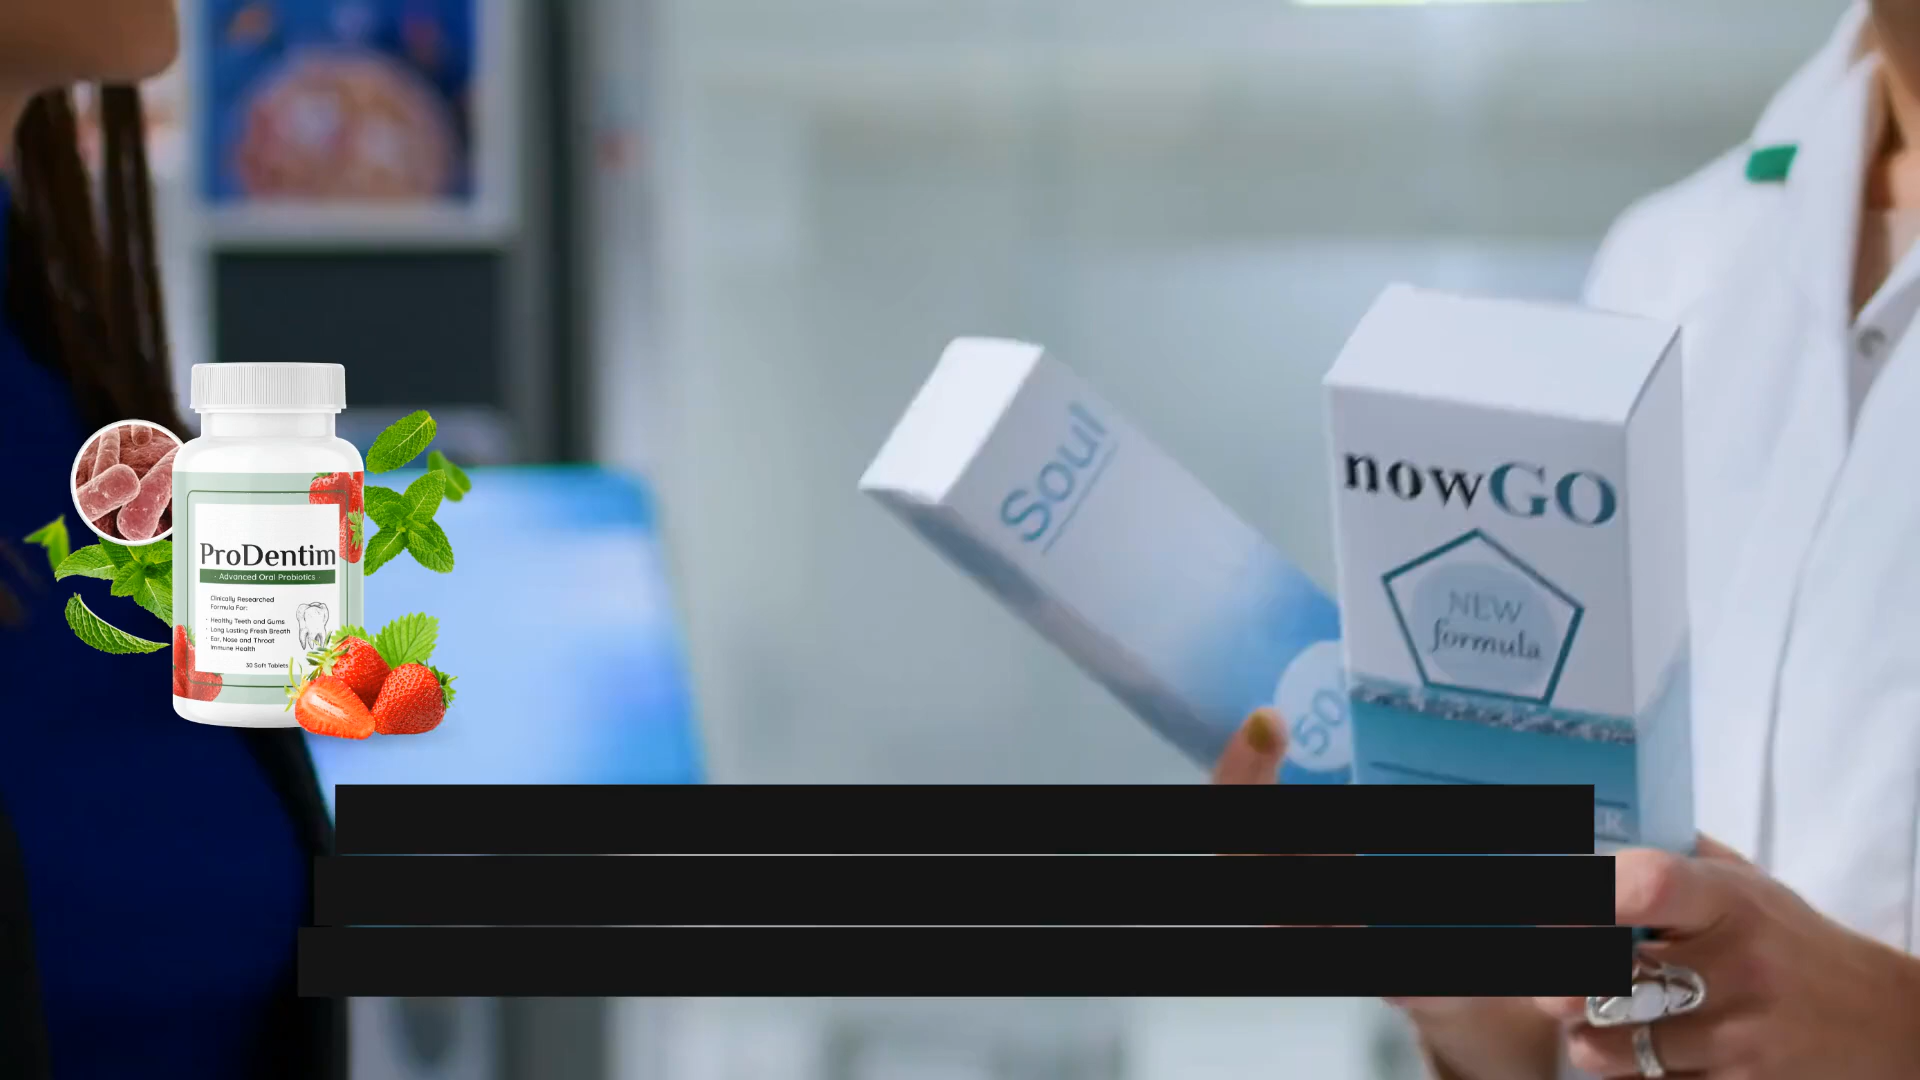 ProDentim
· Advanced Oral Probiotics ·
Clinically Researched
Formula For:
· Healthy Teeth and Gums
· Long Lasting Fresh Breath
· Ear, Nose and Throat
Immune Health
30 Soft Tablets
Soul
50
nowGO
NEW
formula